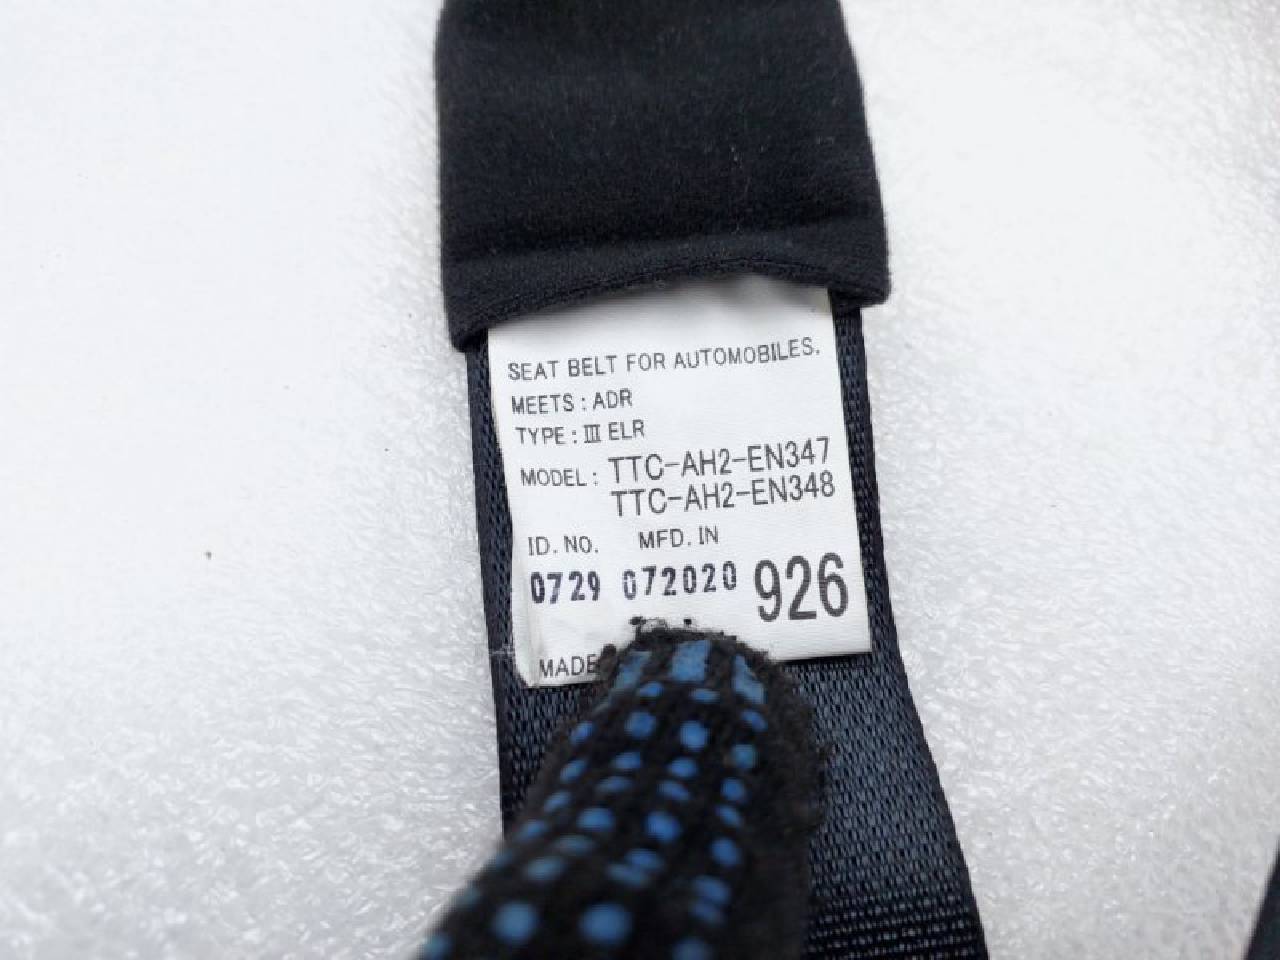 SEAT BELT FOR AUTOMOBILES.
MEETS : ADR
TYPE : III ELR
MODEL : TTC-AH2-EN347
TTC-AH2-EN348
ID. NO. MFD. IN
0729 072020 926
MADE